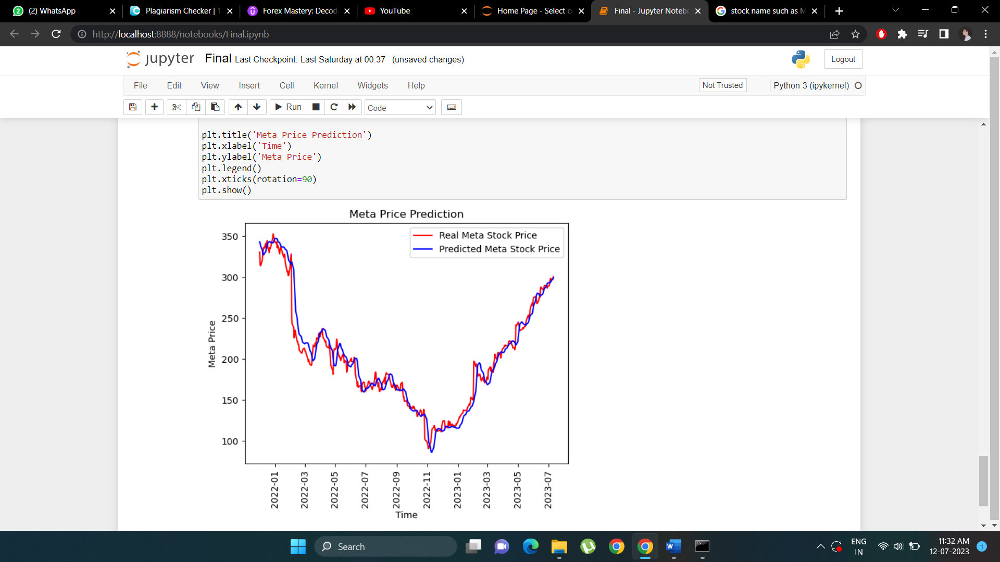 (2) WhatsApp
Plagiarism Checker | 1
Forex Mastery: Decodi
YouTube
Home Page - Select o
Final - Jupyter Notebo
stock name such as M
http://localhost:8888/notebooks/Final.ipynb
jupyter Final Last Checkpoint: Last Saturday at 00:37 (unsaved changes)
Logout
File Edit View Insert Cell Kernel Widgets Help
Not Trusted
Python 3 (ipykernel)
Run
Code
plt.title('Meta Price Prediction')
plt.xlabel('Time')
plt.ylabel('Meta Price')
plt.legend()
plt.xticks(rotation=90)
plt.show()
Meta Price Prediction
Real Meta Stock Price
Predicted Meta Stock Price
350
300
250
200
150
100
Meta Price
2022-01
2022-03
2022-05
2022-07
2022-09
2022-11
2023-01
2023-03
2023-05
2023-07
Time
Search
ENG
IN
11:32 AM
12-07-2023
1